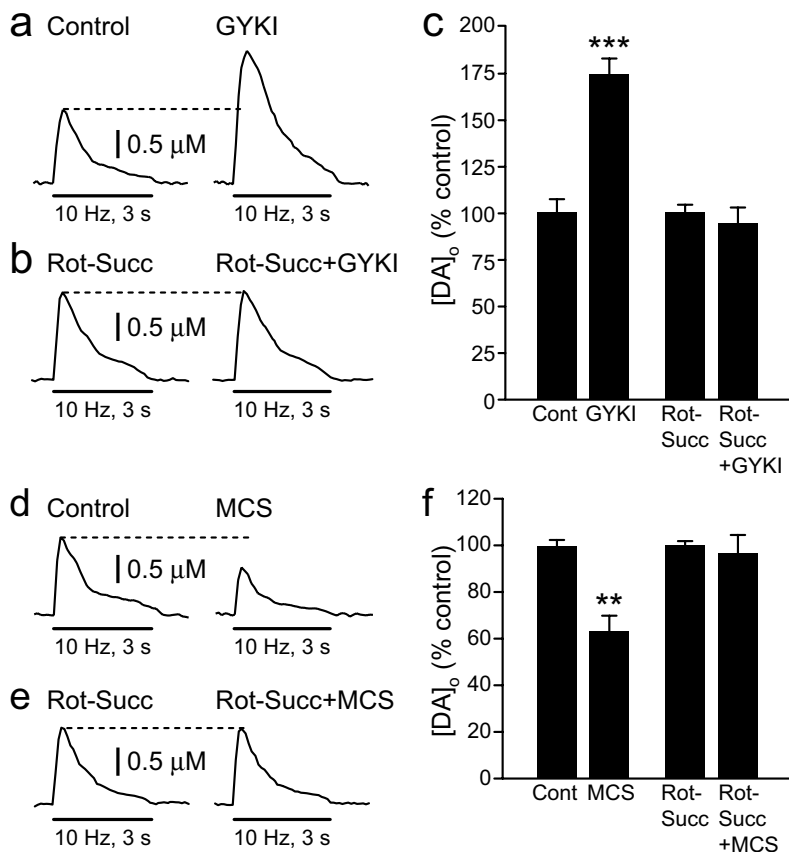 a
Control GYKI
0.5 μM
10 Hz, 3 s 10 Hz, 3 s
b
Rot-Succ Rot-Succ+GYKI
0.5 μM
10 Hz, 3 s 10 Hz, 3 s
c
200
175
150
125
100
75
50
25
0
[DA]o (% control)
***
Cont GYKI Rot- Rot-
Succ Succ
+GYKI
d
Control MCS
0.5 μM
10 Hz, 3 s 10 Hz, 3 s
e
Rot-Succ Rot-Succ+MCS
0.5 μM
10 Hz, 3 s 10 Hz, 3 s
f
120
100
80
60
40
20
0
[DA]o (% control)
**
Cont MCS Rot- Rot-
Succ Succ
+MCS